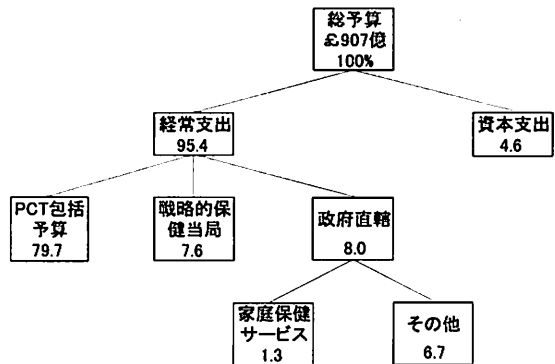 総予算
£907億
100%
経常支出
95.4
資本支出
4.6
PCT包括
予算
79.7
戦略的保
健当局
7.6
政府直轄
8.0
家庭保健
サービス
1.3
その他
6.7